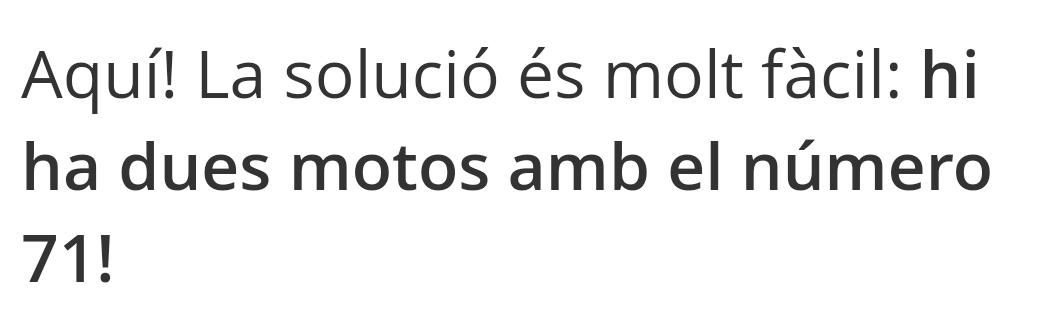 Aquí! La solució és molt fàcil: hi
ha dues motos amb el número
71!